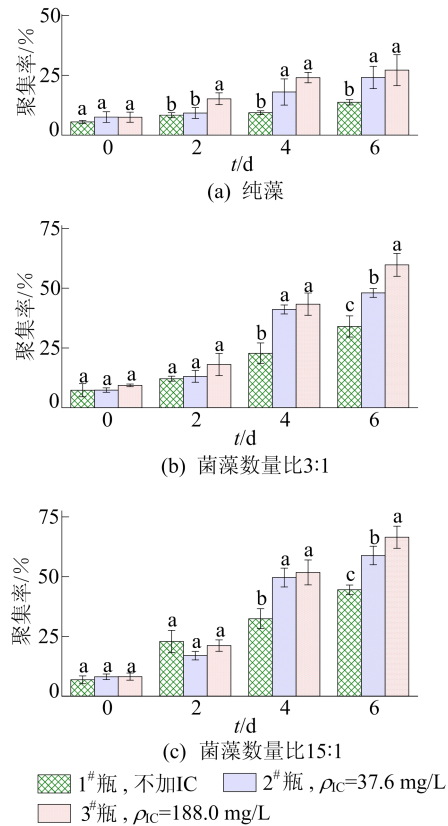 50
聚集率/%
25
0
a a a
b b a
b a a
b a a
0 2 4 6
t/d
(a) 纯藻
75
聚集率/%
50
25
0
a a a
a a a
b a a
c b a
0 2 4 6
t/d
(b) 菌藻数量比3∶1
75
聚集率/%
50
25
0
a a a
a a a
b a a
c b a
0 2 4 6
t/d
(c) 菌藻数量比15∶1
1#瓶，不加IC 2#瓶，ρIC=37.6 mg/L
3#瓶，ρIC=188.0 mg/L